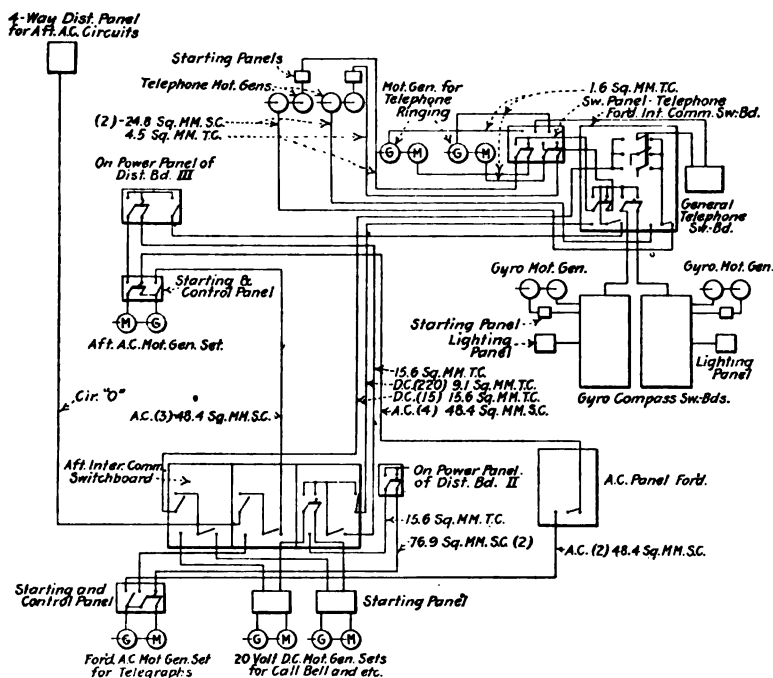 4-Way Dist. Panel
for Aft. A.C. Circuits
Starting Panels
Telephone Mot. Gens.
(2)-24.8 Sq. MM. S.C.
4.5 Sq. MM. T.C.
Mot. Gen. for
Telephone
Ringing
1.6 Sq. MM. T.C.
Sw. Panel - Telephone
Ford. Int. Comm. Sw.-Bd.
G
M
G
M
General
Telephone
Sw.-Bd.
On Power Panel of
Dist. Bd. III
Starting &
Control Panel
M
G
Aft. A.C. Mot. Gen. Set.
Gyro Mot. Gen.
Gyro. Mot. Gen.
Starting Panel
Lighting
Panel
Lighting
Panel
Gyro Compass Sw.-Bds.
15.6 Sq. MM. T.C.
D.C. (220) 9.1 Sq. MM. T.C.
D.C. (15) 15.6 Sq. MM. T.C.
A.C. (4) 48.4 Sq. MM. S.C.
Cir. "O"
A.C. (3)-48.4 Sq. MM. S.C.
Aft. Inter. Comm.
Switchboard
On Power Panel
of Dist. Bd. II
A.C. Panel Ford.
15.6 Sq. MM. T.C.
76.9 Sq. MM. S.C. (2)
A.C. (2) 48.4 Sq. MM. S.C.
Starting and
Control Panel
Starting Panel
G
M
G
M
G
M
Ford. A.C. Mot. Gen. Set
for Telegraphs
20 Volt D.C. Mot. Gen. Sets
for Call Bell and etc.